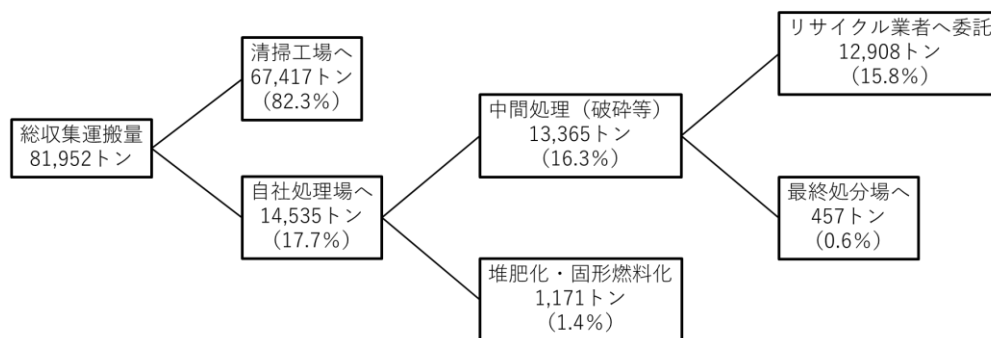 総収集運搬量
81,952トン
清掃工場へ
67,417トン
(82.3%)
自社処理場へ
14,535トン
(17.7%)
中間処理（破砕等）
13,365トン
(16.3%)
堆肥化・固形燃料化
1,171トン
(1.4%)
リサイクル業者へ委託
12,908トン
(15.8%)
最終処分場へ
457トン
(0.6%)